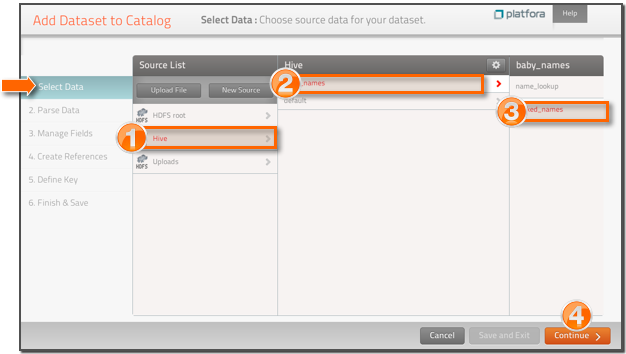 Add Dataset to Catalog
Select Data : Choose source data for your dataset.
platfora
Help
Select Data
2. Parse Data
3. Manage Fields
4. Create References
5. Define Key
6. Finish & Save
Source List
Upload File
New Source
HDFS
HDFS root
1
Hive
HDFS
Uploads
Hive
2
_names
default
baby_names
name_lookup
3
ed_names
4
Cancel
Save and Exit
Continue